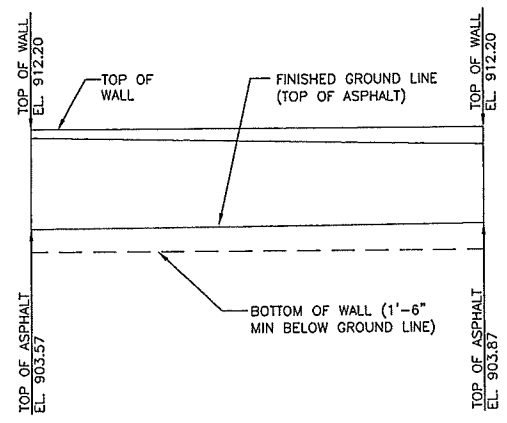 TOP OF WALL
EL. 912.20
TOP OF WALL
EL. 912.20
TOP OF
WALL
FINISHED GROUND LINE
(TOP OF ASPHALT)
BOTTOM OF WALL (1'-6"
MIN BELOW GROUND LINE)
TOP OF ASPHALT
EL. 903.57
TOP OF ASPHALT
EL. 903.87